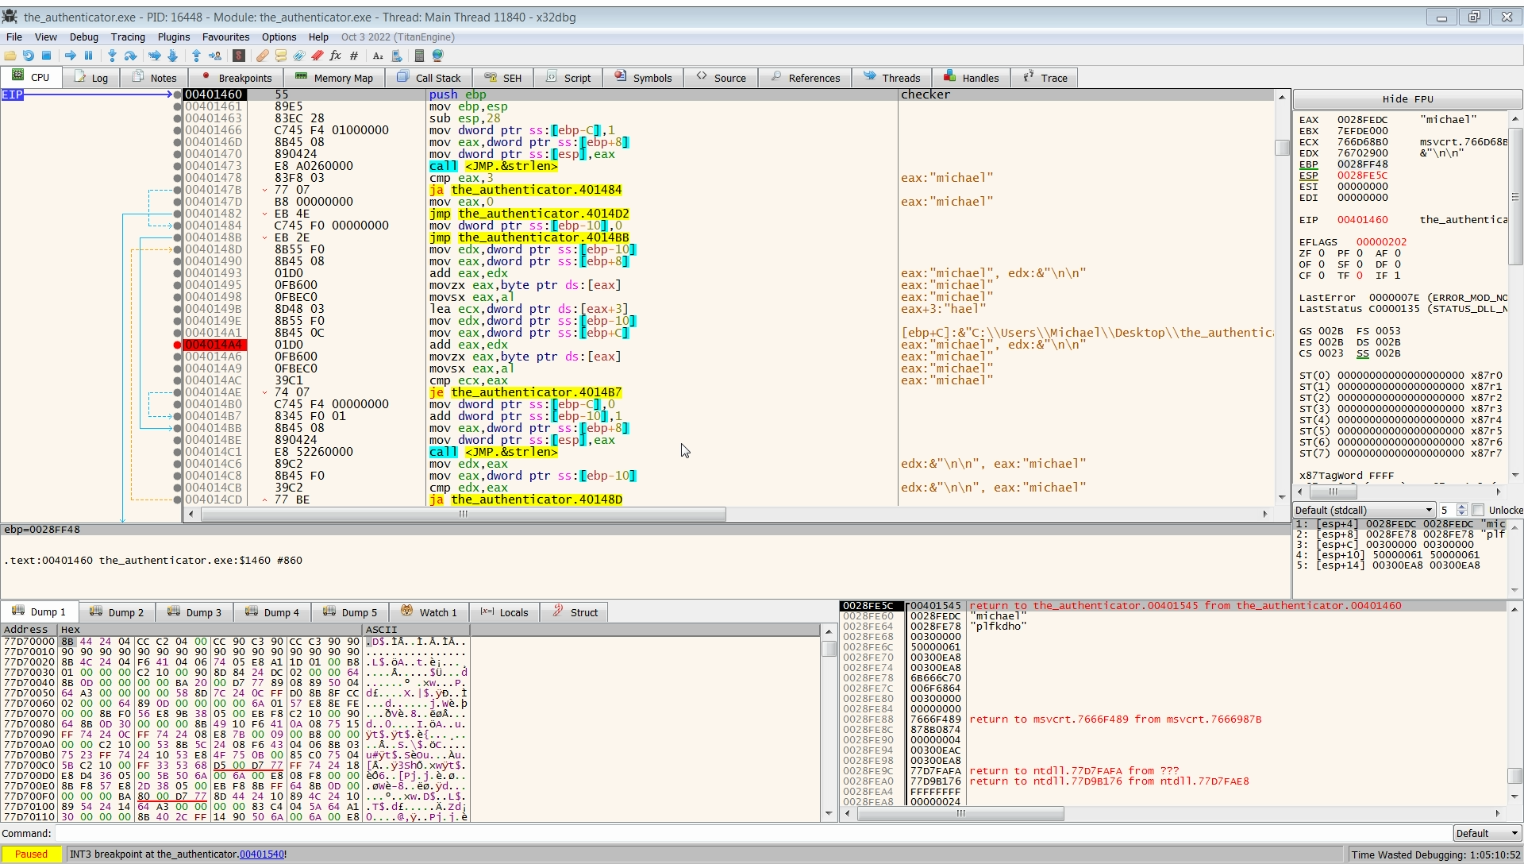 the_authenticator.exe - PID: 16448 - Module: the_authenticator.exe - Thread: Main Thread 11840 - x32dbg
File View Debug Tracing Plugins Favourites Options Help Oct 3 2022 (TitanEngine)
CPU Log Notes Breakpoints Memory Map Call Stack SEH Script Symbols Source References Threads Handles Trace
EIP 00401460 55 push ebp checker
00401461 89E5 mov ebp,esp
00401463 83EC 28 sub esp,28
00401466 C745 F4 01000000 mov dword ptr ss:[ebp-C],1
0040146D 8B45 08 mov eax,dword ptr ss:[ebp+8]
00401470 890424 mov dword ptr ss:[esp],eax
00401473 E8 A0260000 call <JMP.&strlen>
00401478 83F8 03 cmp eax,3 eax:"michael"
0040147B 77 07 ja the_authenticator.401484
0040147D B8 00000000 mov eax,0 eax:"michael"
00401482 EB 4E jmp the_authenticator.4014D2
00401484 C745 F0 00000000 mov dword ptr ss:[ebp-10],0
0040148B EB 2E jmp the_authenticator.4014BB
0040148D 8B55 F0 mov edx,dword ptr ss:[ebp-10]
00401490 8B45 08 mov eax,dword ptr ss:[ebp+8]
00401493 01D0 add eax,edx eax:"michael", edx:&"\n\n"
00401495 0FB600 movzx eax,byte ptr ds:[eax] eax:"michael"
00401498 0FBEC0 movsx eax,al eax:"michael"
0040149B 8D48 03 lea ecx,dword ptr ds:[eax+3] eax+3:"hael"
0040149E 8B55 F0 mov edx,dword ptr ss:[ebp-10]
004014A1 8B45 0C mov eax,dword ptr ss:[ebp+C] [ebp+C]:&"C:\\Users\\Michael\\Desktop\\the_authentica
004014A4 01D0 add eax,edx eax:"michael", edx:&"\n\n"
004014A6 0FB600 movzx eax,byte ptr ds:[eax] eax:"michael"
004014A9 0FBEC0 movsx eax,al eax:"michael"
004014AC 39C1 cmp ecx,eax eax:"michael"
004014AE 74 07 je the_authenticator.4014B7
004014B0 C745 F4 00000000 mov dword ptr ss:[ebp-C],0
004014B7 8345 F0 01 add dword ptr ss:[ebp-10],1
004014BB 8B45 08 mov eax,dword ptr ss:[ebp+8]
004014BE 890424 mov dword ptr ss:[esp],eax
004014C1 E8 52260000 call <JMP.&strlen>
004014C6 89C2 mov edx,eax edx:&"\n\n", eax:"michael"
004014C8 8B45 F0 mov eax,dword ptr ss:[ebp-10]
004014CB 39C2 cmp edx,eax edx:&"\n\n", eax:"michael"
004014CD 77 BE ja the_authenticator.40148D
Hide FPU
EAX 0028FEDC "michael"
EBX 7EFDE000
ECX 766D68B0 msvcrt.766D68B
EDX 76702900 &"\n\n"
EBP 0028FF48
ESP 0028FE5C
ESI 00000000
EDI 00000000
EIP 00401460 the_authentica
EFLAGS 00000202
ZF 0 PF 0 AF 0
OF 0 SF 0 DF 0
CF 0 TF 0 IF 1
LastError 0000007E (ERROR_MOD_NO
LastStatus C0000135 (STATUS_DLL_N
GS 002B FS 0053
ES 002B DS 002B
CS 0023 SS 002B
ST(0) 00000000000000000000 x87r0
ST(1) 00000000000000000000 x87r1
ST(2) 00000000000000000000 x87r2
ST(3) 00000000000000000000 x87r3
ST(4) 00000000000000000000 x87r4
ST(5) 00000000000000000000 x87r5
ST(6) 00000000000000000000 x87r6
ST(7) 00000000000000000000 x87r7
x87TagWord FFFF
Default (stdcall) 5 Unlocke
1: [esp+4] 0028FEDC 0028FEDC "mic
2: [esp+8] 0028FE78 0028FE78 "plf
3: [esp+C] 00300000 00300000
4: [esp+10] 50000061 50000061
5: [esp+14] 00300EA8 00300EA8
ebp=0028FF48
.text:00401460 the_authenticator.exe:$1460 #860
Dump 1 Dump 2 Dump 3 Dump 4 Dump 5 Watch 1 Locals Struct
Address Hex ASCII
77D70000 8B 44 24 04 CC C2 04 00 CC 90 C3 90 CC C3 90 90
77D70010 90 90 90 90 90 90 90 90 90 90 90 90 90 90 90 90
77D70020 8B 4C 24 04 F6 41 04 06 74 05 E8 A1 1D 01 00 B8
77D70030 01 00 00 00 C2 10 00 90 8D 84 24 DC 02 00 00 64
77D70040 8B 0D 00 00 00 00 BA 20 00 D7 77 89 08 89 50 04
77D70050 64 A3 00 00 00 00 58 8D 7C 24 0C FF D0 8B 8F CC
77D70060 02 00 00 64 89 0D 00 00 00 00 6A 01 57 E8 8E FE
77D70070 00 00 8B F0 56 E8 9B 38 05 00 EB F8 C2 10 00 90
77D70080 64 8B 0D 30 00 00 00 8B 49 10 F6 41 0A 08 75 15
77D70090 FF 74 24 0C FF 74 24 08 E8 7B 00 09 00 B8 00 00
77D700A0 00 00 C2 10 00 53 8B 5C 24 08 F6 43 04 06 8B 03
77D700B0 75 23 FF 74 24 10 53 E8 4F 75 0B 00 85 C0 75 04
77D700C0 5B C2 10 00 FF 33 53 68 D5 00 D7 77 FF 74 24 18
77D700D0 E8 D4 36 05 00 5B 50 6A 00 6A 00 E8 08 F8 00 00
77D700E0 8B F8 57 E8 2D 38 05 00 EB F8 8B FF 64 8B 0D 00
77D700F0 00 00 00 BA 80 00 D7 77 8D 44 24 10 89 4C 24 10
77D70100 89 54 24 14 64 A3 00 00 00 00 83 C4 04 5A 64 A1
77D70110 30 00 00 00 8B 40 2C FF 14 90 50 6A 00 6A 00 E8
0028FE5C 00401545 return to the_authenticator.00401545 from the_authenticator.00401460
0028FE60 0028FEDC "michael"
0028FE64 0028FE78 "plfkdho"
0028FE68 00300000
0028FE6C 50000061
0028FE70 00300EA8
0028FE74 00300EA8
0028FE78 6B666C70
0028FE7C 006F6864
0028FE80 00300000
0028FE84 00000000
0028FE88 7666F489 return to msvcrt.7666F489 from msvcrt.7666987B
0028FE8C 878B0874
0028FE90 00000004
0028FE94 00300EAC
0028FE98 00300EA8
0028FE9C 77D7FAFA return to ntdll.77D7FAFA from ???
0028FEA0 77D9B176 return to ntdll.77D9B176 from ntdll.77D7FAE8
0028FEA4 FFFFFFFF
0028FEA8 00000024
Command: Default
Paused INT3 breakpoint at the_authenticator.00401540! Time Wasted Debugging: 1:05:10:52